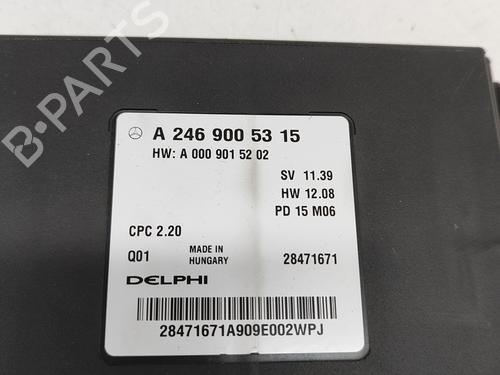 B-PARTS
A 246 900 53 15
HW: A 000 901 52 02
SV 11.39
HW 12.08
PD 15 M06
CPC 2.20
Q01 MADE IN HUNGARY 28471671
DELPHI
28471671A909E002WPJ